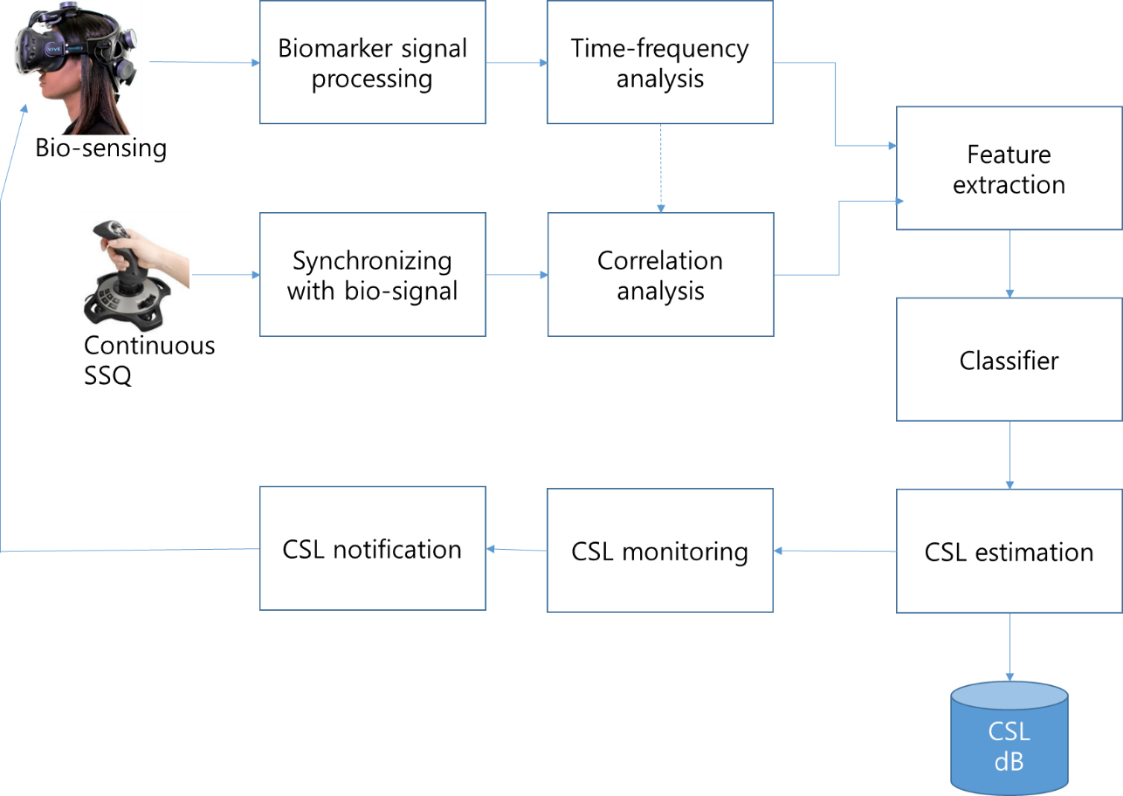 Biomarker signal
processing
Time-frequency
analysis
VIVE
Bio-sensing
Feature
extraction
Synchronizing
with bio-signal
Correlation
analysis
Continuous
SSQ
Classifier
CSL notification
CSL monitoring
CSL estimation
CSL
dB